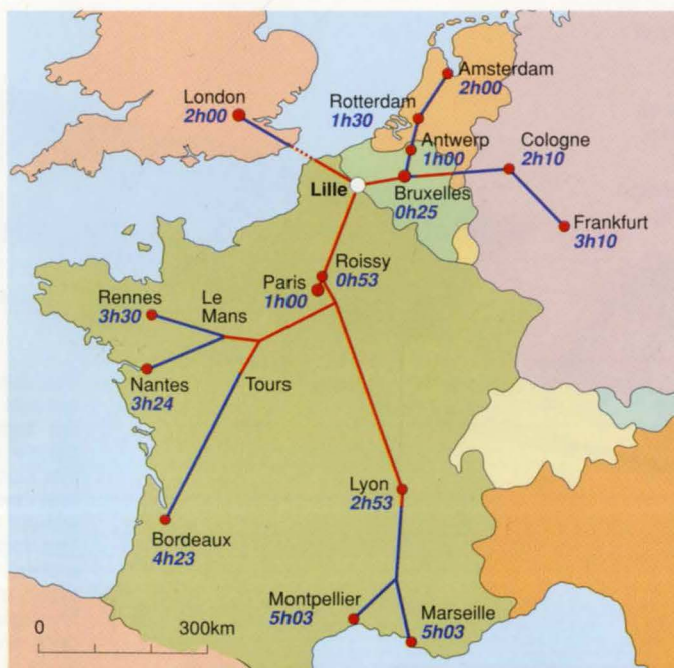 Amsterdam
2h00
London
2h00
Rotterdam
1h30
Antwerp
1h00
Cologne
2h10
Lille
Bruxelles
0h25
Frankfurt
3h10
Roissy
0h53
Paris
1h00
Rennes
3h30
Le
Mans
Nantes
3h24
Tours
Lyon
2h53
Bordeaux
4h23
Montpellier
5h03
Marseille
5h03
0
300km